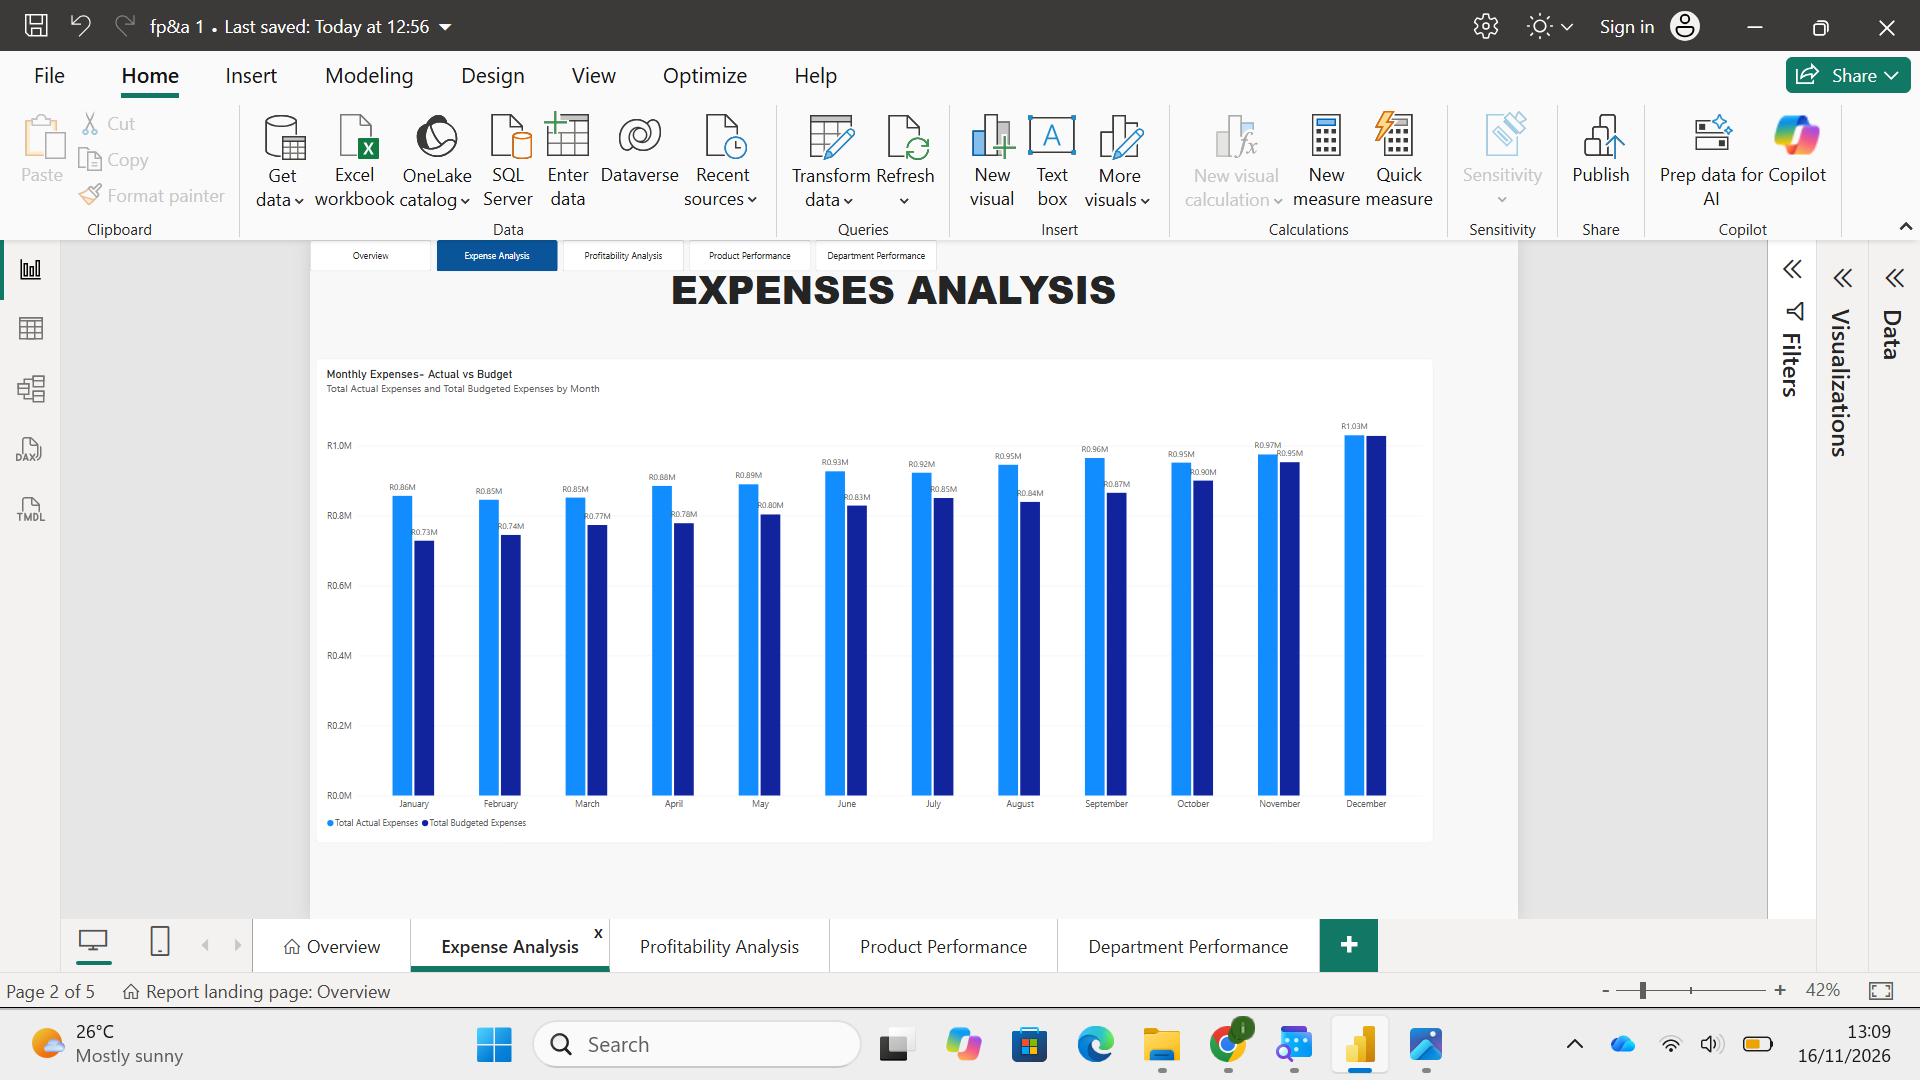 fp&a 1 • Last saved: Today at 12:56
Sign in
File Home Insert Modeling Design View Optimize Help
Share
Paste
Cut
Copy
Format painter
Clipboard
Get data
Excel workbook
OneLake catalog
SQL Server
Enter data
Dataverse
Recent sources
Data
Transform data
Refresh
Queries
New visual
Text box
More visuals
Insert
New visual calculation
New measure
Quick measure
Calculations
Sensitivity
Sensitivity
Publish
Share
Prep data for AI
Copilot
Copilot
Overview Expense Analysis Profitability Analysis Product Performance Department Performance
EXPENSES ANALYSIS
Monthly Expenses- Actual vs Budget
Total Actual Expenses and Total Budgeted Expenses by Month
R1.0M
R0.8M
R0.6M
R0.4M
R0.2M
R0.0M
R0.86M R0.73M
R0.85M R0.74M
R0.85M R0.77M
R0.88M R0.78M
R0.89M R0.80M
R0.93M R0.83M
R0.92M R0.85M
R0.95M R0.84M
R0.96M R0.87M
R0.95M R0.90M
R0.97M R0.95M
R1.03M
January February March April May June July August September October November December
Total Actual Expenses Total Budgeted Expenses
Filters
Visualizations
Data
DAX
TMDL
Overview Expense Analysis x Profitability Analysis Product Performance Department Performance +
Page 2 of 5 Report landing page: Overview
- + 42%
26°C
Mostly sunny
Search
13:09
16/11/2026